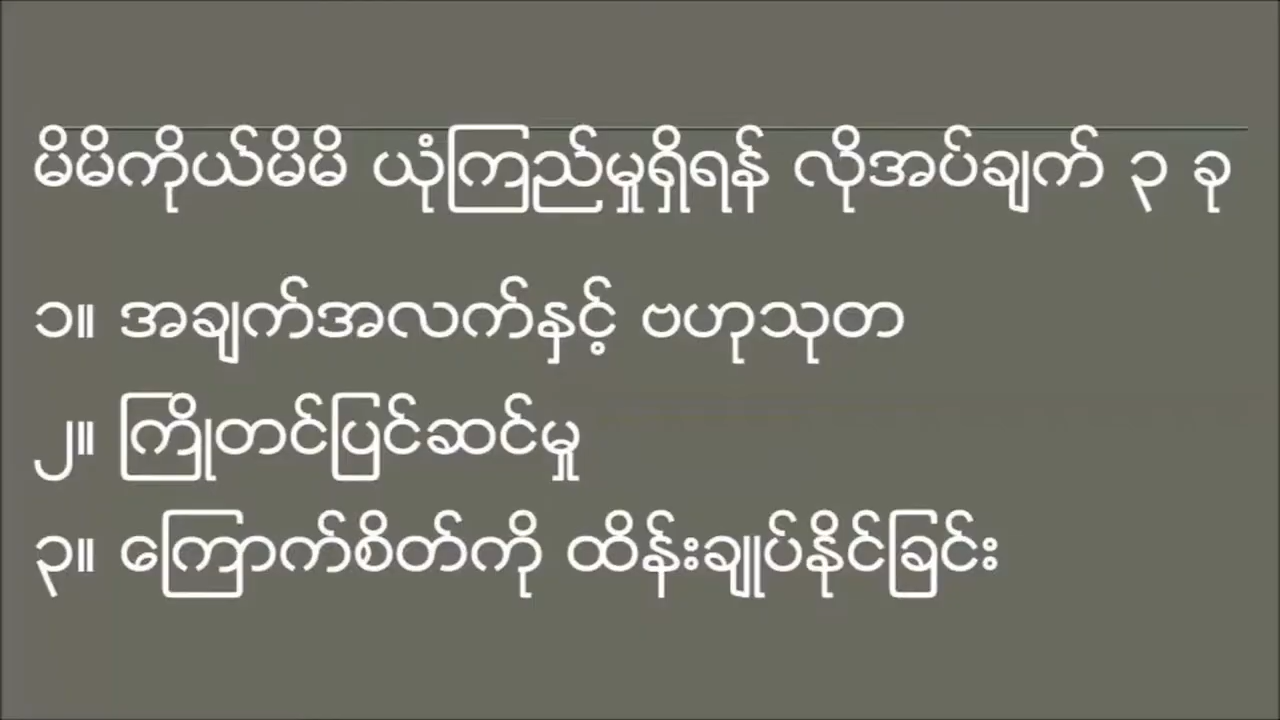 မိမိကိုယ်မိမိ ယုံကြည်မှုရှိရန် လိုအပ်ချက် ၃ ခု
၁။ အချက်အလက်နှင့် ဗဟုသုတ
၂။ ကြိုတင်ပြင်ဆင်မှု
၃။ ကြောက်စိတ်ကို ထိန်းချုပ်နိုင်ခြင်း